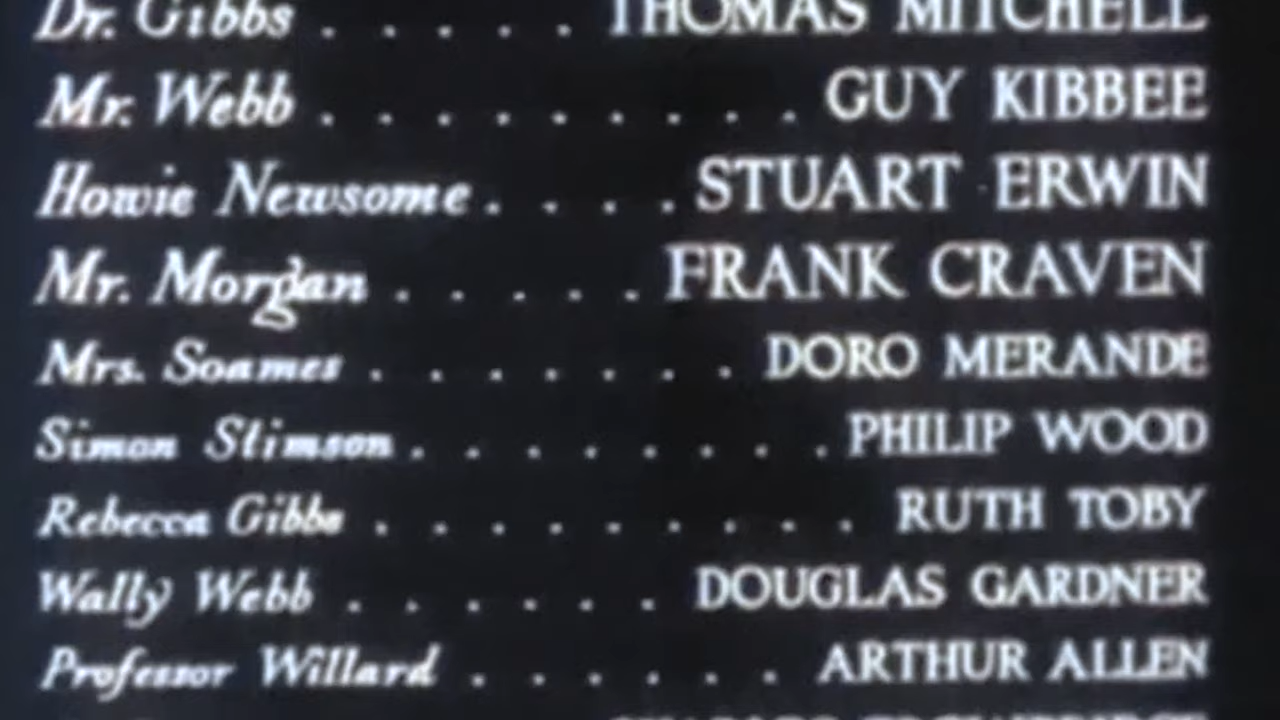 Dr. Gibbs . . . . . THOMAS MITCHELL
Mr. Webb . . . . . . . . . GUY KIBBEE
Howie Newsome . . . . STUART ERWIN
Mr. Morgan . . . . . FRANK CRAVEN
Mrs. Soames . . . . . . . DORO MERANDE
Simon Stimson . . . . . . . . PHILIP WOOD
Rebecca Gibbs . . . . . . . . . RUTH TOBY
Wally Webb . . . . . . DOUGLAS GARDNER
Professor Willard . . . . . . ARTHUR ALLEN